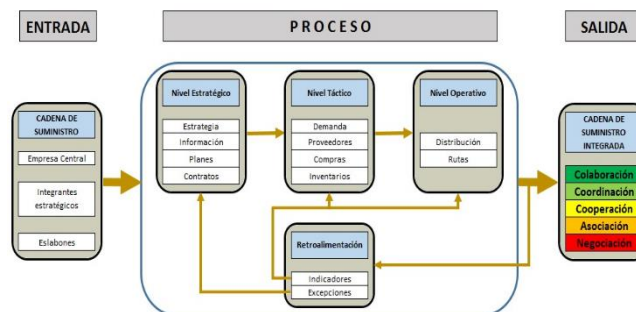 ENTRADA
PROCESO
SALIDA
CADENA DE
SUMINISTRO
Empresa Central
Integrantes
estratégicos
Eslabones
Nivel Estratégico
Estrategia
Información
Planes
Contratos
Nivel Táctico
Demanda
Proveedores
Compras
Inventarios
Nivel Operativo
Distribución
Rutas
Retroalimentación
Indicadores
Excepciones
CADENA DE
SUMINISTRO
INTEGRADA
Colaboración
Coordinación
Cooperación
Asociación
Negociación